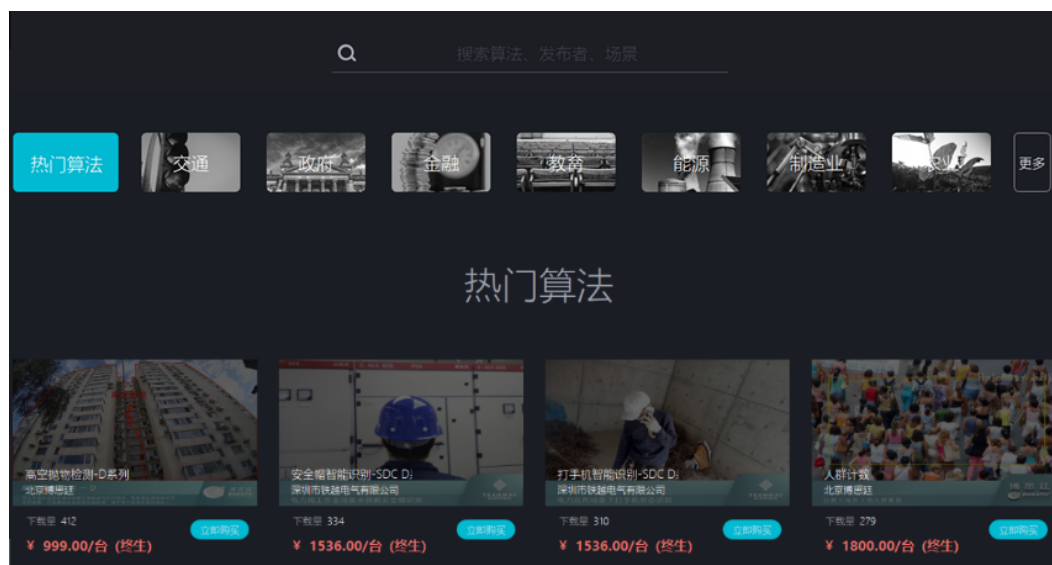 搜索算法、发布者、场景
热门算法
交通
政府
金融
教育
能源
制造业
农业
更多
热门算法
高空抛物检测-D系列
北京博思廷
下载量 412
立即购买
¥ 999.00/台 (终生)
安全帽智能识别-SDC D
深圳市铁越电气有限公司
下载量 334
立即购买
¥ 1536.00/台 (终生)
打手机智能识别-SDC D
深圳市铁越电气有限公司
下载量 310
立即购买
¥ 1536.00/台 (终生)
人群计数
北京博思廷
下载量 279
立即购买
¥ 1800.00/台 (终生)